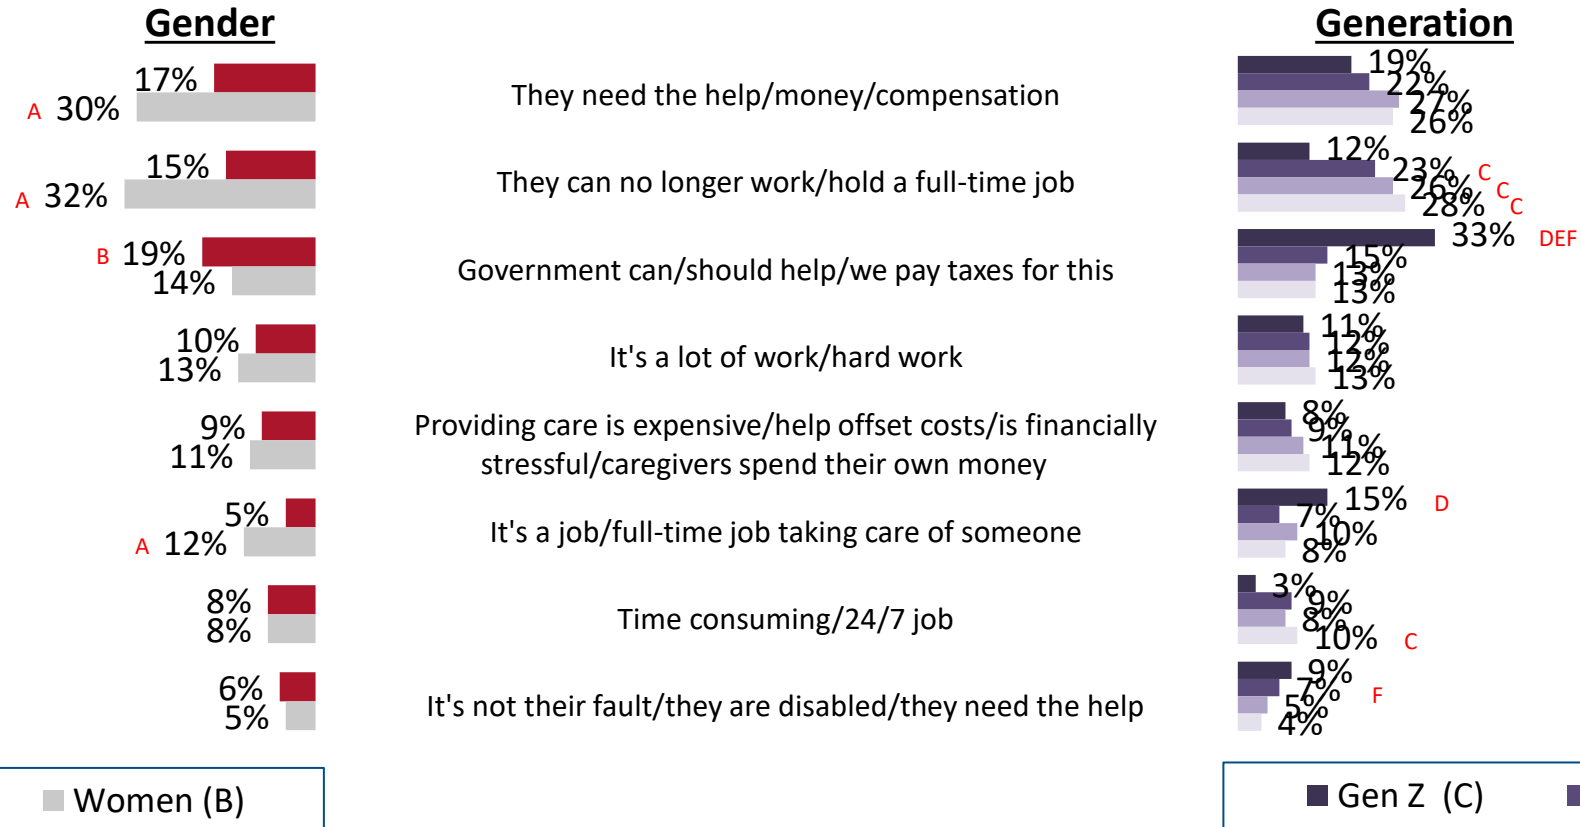 Gender
Generation
17%
A 30%
They need the help/money/compensation
19%
22%
27%
26%
15%
A 32%
They can no longer work/hold a full-time job
12%
23% C
26% C
28% C
B 19%
14%
Government can/should help/we pay taxes for this
33% DEF
15%
13%
13%
10%
13%
It's a lot of work/hard work
11%
12%
12%
13%
9%
11%
Providing care is expensive/help offset costs/is financially
stressful/caregivers spend their own money
8%
9%
11%
12%
5%
A 12%
It's a job/full-time job taking care of someone
15% D
7%
10%
8%
8%
8%
Time consuming/24/7 job
3%
9%
8%
10% C
6%
5%
It's not their fault/they are disabled/they need the help
9%
7% F
5%
4%
Women (B)
Gen Z (C)